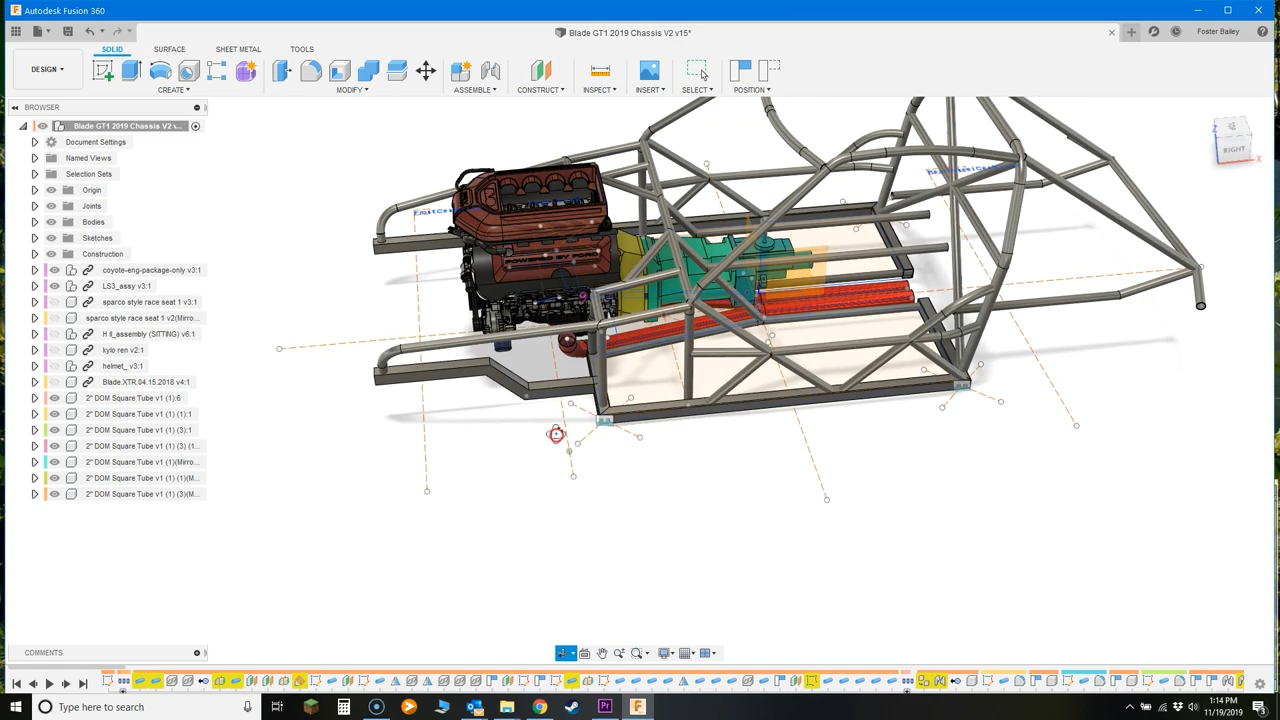 Autodesk Fusion 360
Blade GT1 2019 Chassis V2 v15*
Foster Bailey
SOLID
SURFACE
SHEET METAL
TOOLS
DESIGN
CREATE
MODIFY
ASSEMBLE
CONSTRUCT
INSPECT
INSERT
SELECT
POSITION
BROWSER
Blade GT1 2019 Chassis V2 v...
Document Settings
Named Views
Selection Sets
Origin
Joints
Bodies
Sketches
Construction
coyote-eng-package-only v3:1
LS3_assy v3:1
sparco style race seat 1 v3:1
sparco style race seat 1 v2(Mirro...
H II_assembly (SITTING) v6:1
kylo ren v2:1
helmet_ v3:1
Blade.XTR.04.15.2018 v4:1
2" DOM Square Tube v1 (1):6
2" DOM Square Tube v1 (1) (1):1
2" DOM Square Tube v1 (3):1
2" DOM Square Tube v1 (3) (1...
2" DOM Square Tube v1 (1)(Mirro...
2" DOM Square Tube v1 (1) (1)(M...
2" DOM Square Tube v1 (1) (3)(M...
Z
RIGHT
X
POWERED BY FORD
COMMENTS
Type here to search
1:14 PM
11/19/2019